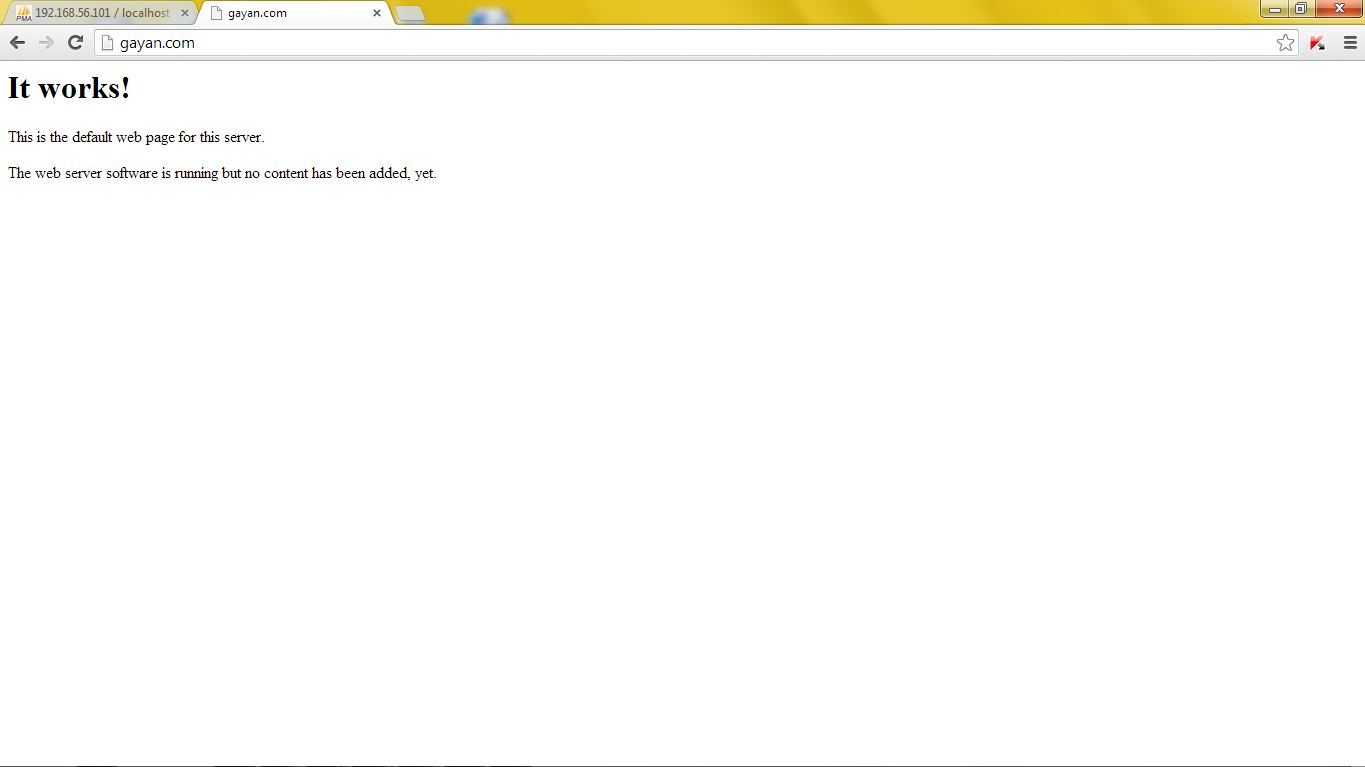 192.168.56.101 / localhost
gayan.com
gayan.com
It works!
This is the default web page for this server.
The web server software is running but no content has been added, yet.